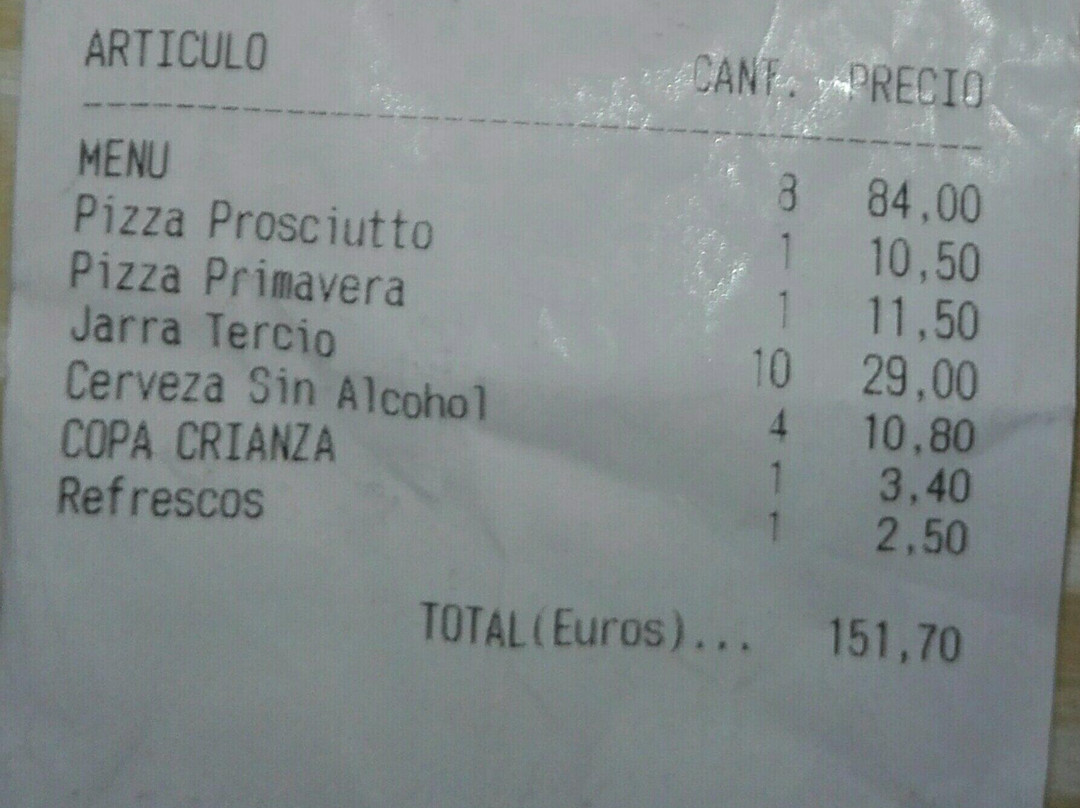 ARTICULO CANT. PRECIO
MENU 8 84,00
Pizza Prosciutto 1 10,50
Pizza Primavera 1 11,50
Jarra Tercio 10 29,00
Cerveza Sin Alcohol 4 10,80
COPA CRIANZA 1 3,40
Refrescos 1 2,50
TOTAL(Euros)... 151,70